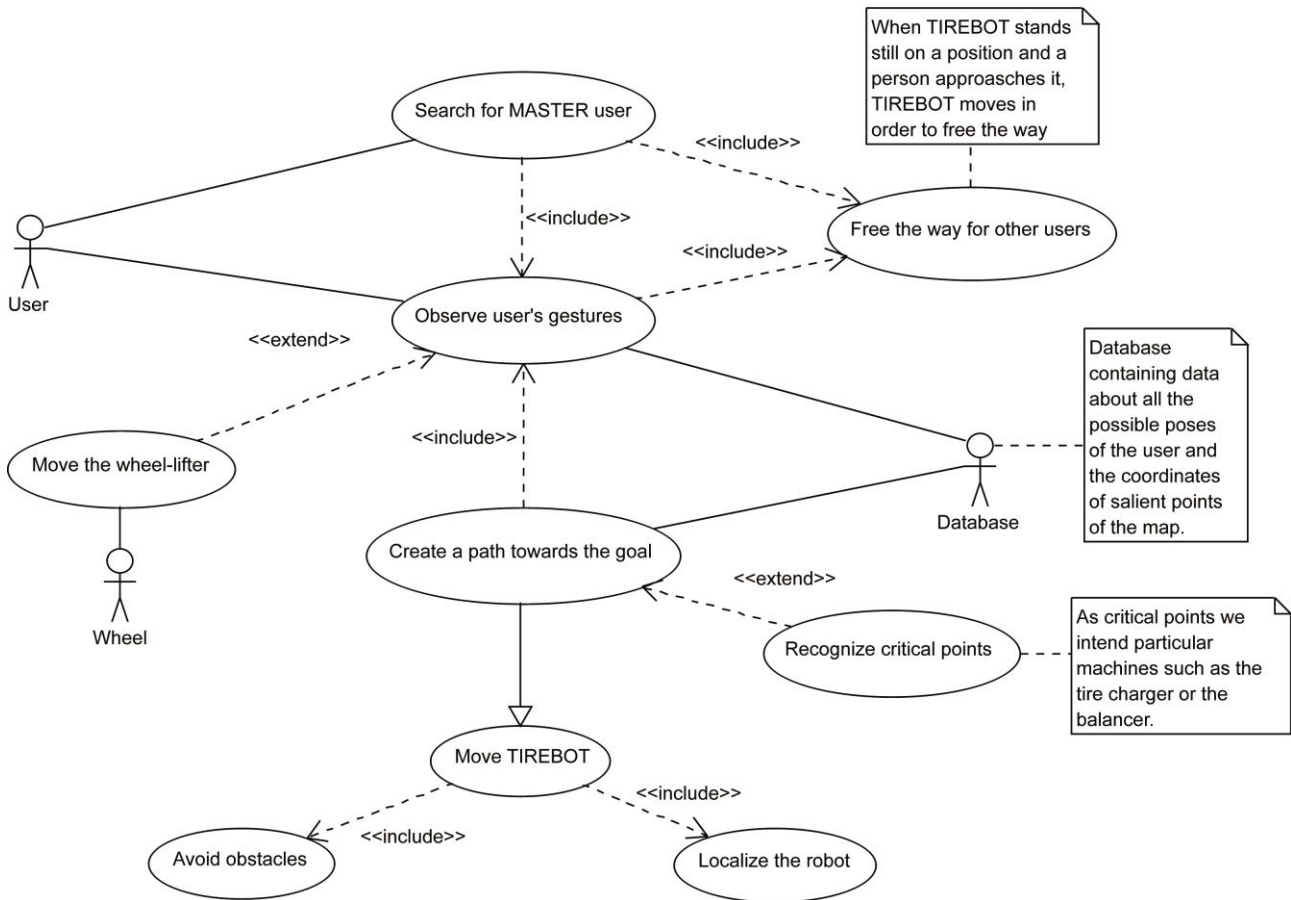 When TIREBOT stands
still on a position and a
person approasches it,
TIREBOT moves in
order to free the way
Search for MASTER user
<<include>>
<<include>>
Free the way for other users
<<include>>
User
Observe user's gestures
<<extend>>
Database
containing data
about all the
possible poses
of the user and
the coordinates
of salient points
of the map.
<<include>>
Move the wheel-lifter
Database
Create a path towards the goal
<<extend>>
Wheel
As critical points we
intend particular
machines such as the
tire charger or the
balancer.
Recognize critical points
Move TIREBOT
<<include>>
<<include>>
Avoid obstacles
Localize the robot